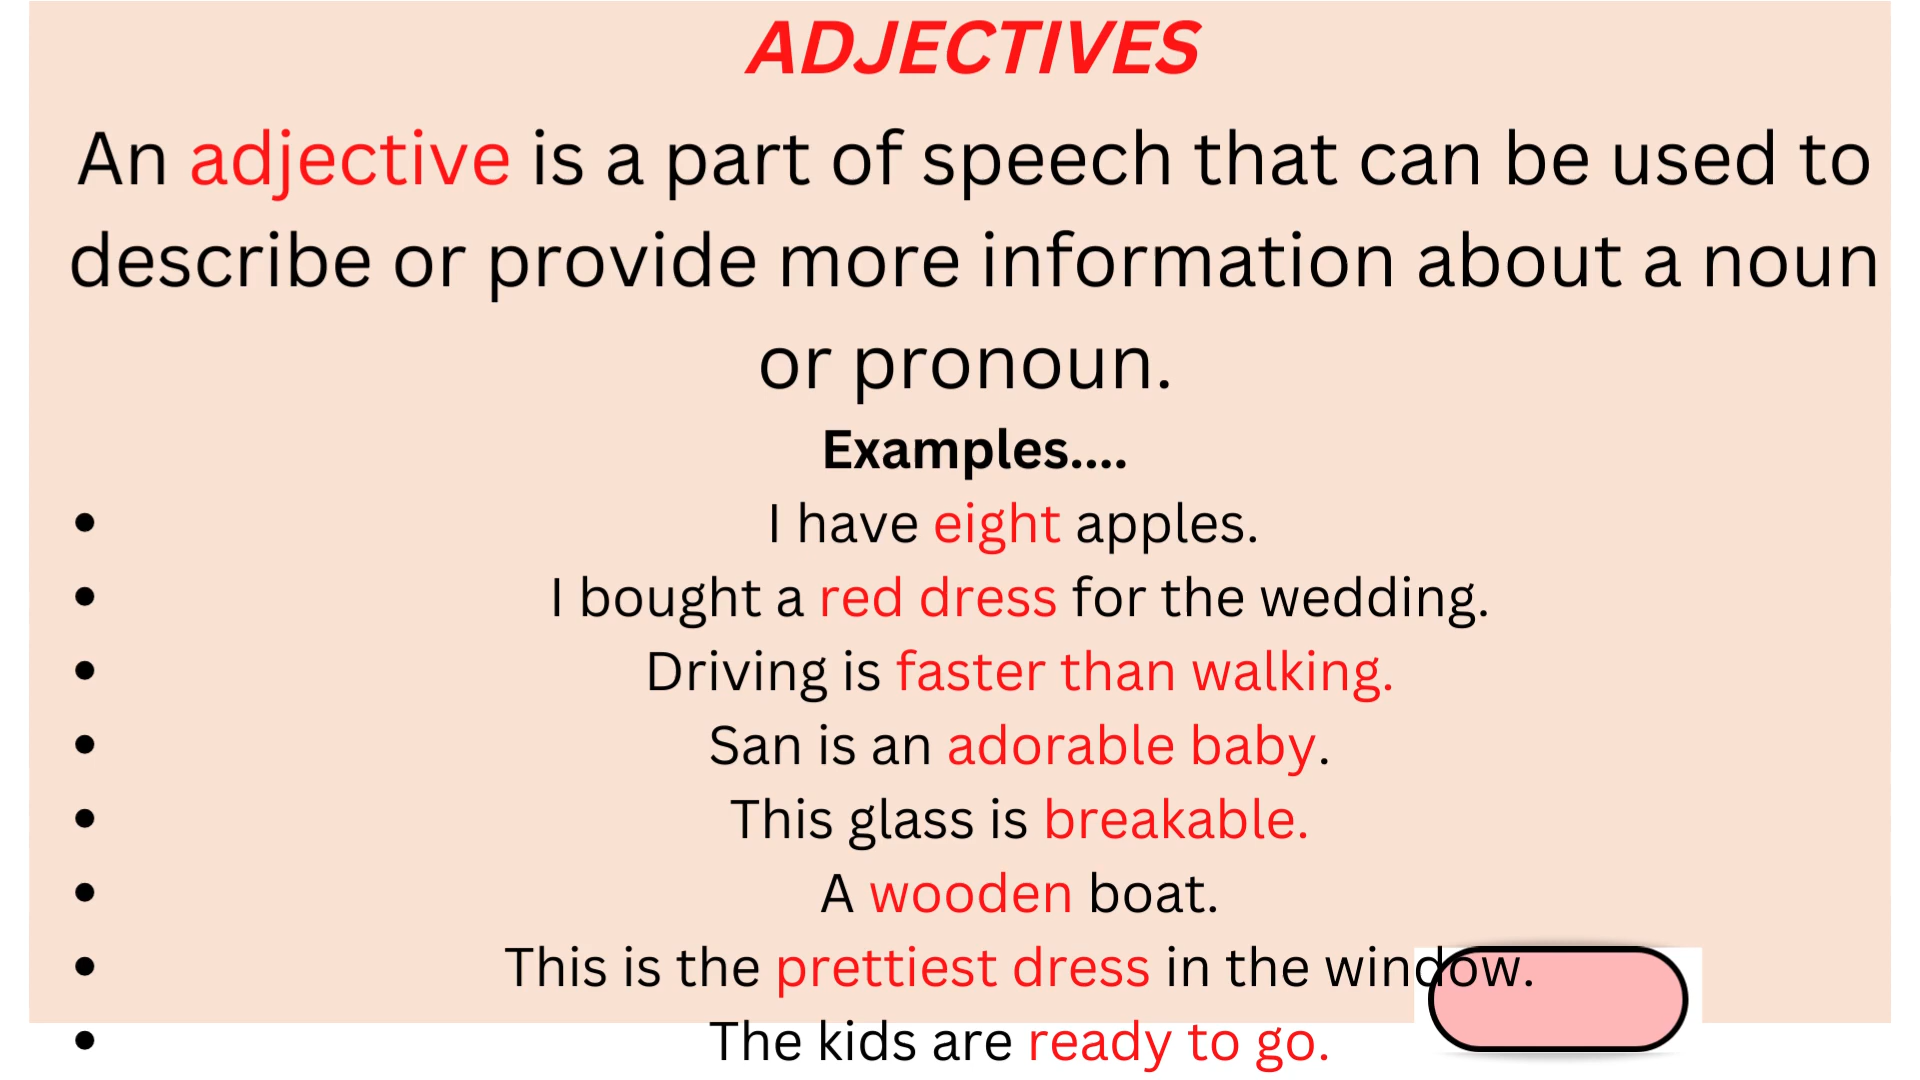 ADJECTIVES
An adjective is a part of speech that can be used to
describe or provide more information about a noun
or pronoun.
Examples....
• I have eight apples.
• I bought a red dress for the wedding.
• Driving is faster than walking.
• San is an adorable baby.
• This glass is breakable.
• A wooden boat.
• This is the prettiest dress in the window.
• The kids are ready to go.